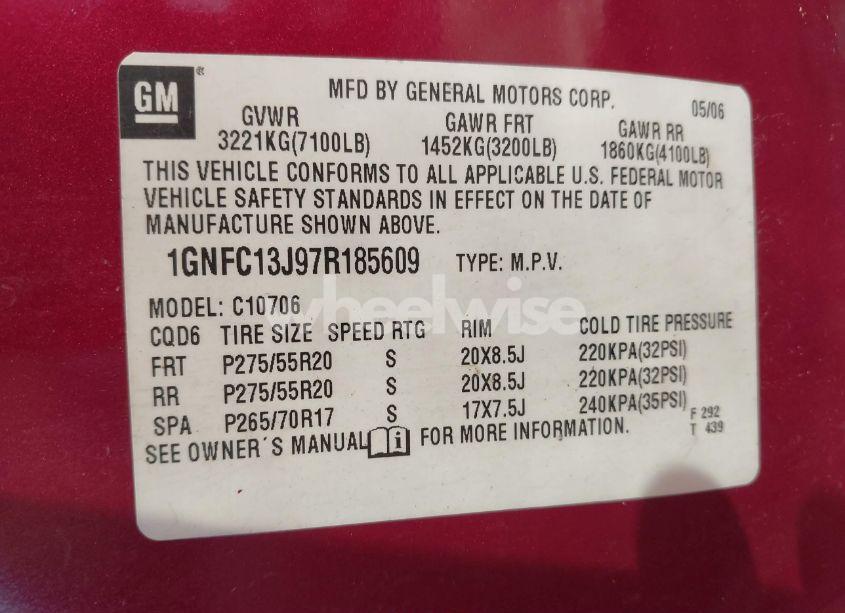 GM
MFD BY GENERAL MOTORS CORP. 05/06
GVWR GAWR FRT GAWR RR
3221KG(7100LB) 1452KG(3200LB) 1860KG(4100LB)
THIS VEHICLE CONFORMS TO ALL APPLICABLE U.S. FEDERAL MOTOR
VEHICLE SAFETY STANDARDS IN EFFECT ON THE DATE OF
MANUFACTURE SHOWN ABOVE.
1GNFC13J97R185609 TYPE: M.P.V.
MODEL: C10706
wheelwise
CQD6 TIRE SIZE SPEED RTG RIM COLD TIRE PRESSURE
FRT P275/55R20 S 20X8.5J 220KPA(32PSI)
RR P275/55R20 S 20X8.5J 220KPA(32PSI)
SPA P265/70R17 S 17X7.5J 240KPA(35PSI) F 292
SEE OWNER´S MANUAL i FOR MORE INFORMATION. T 439